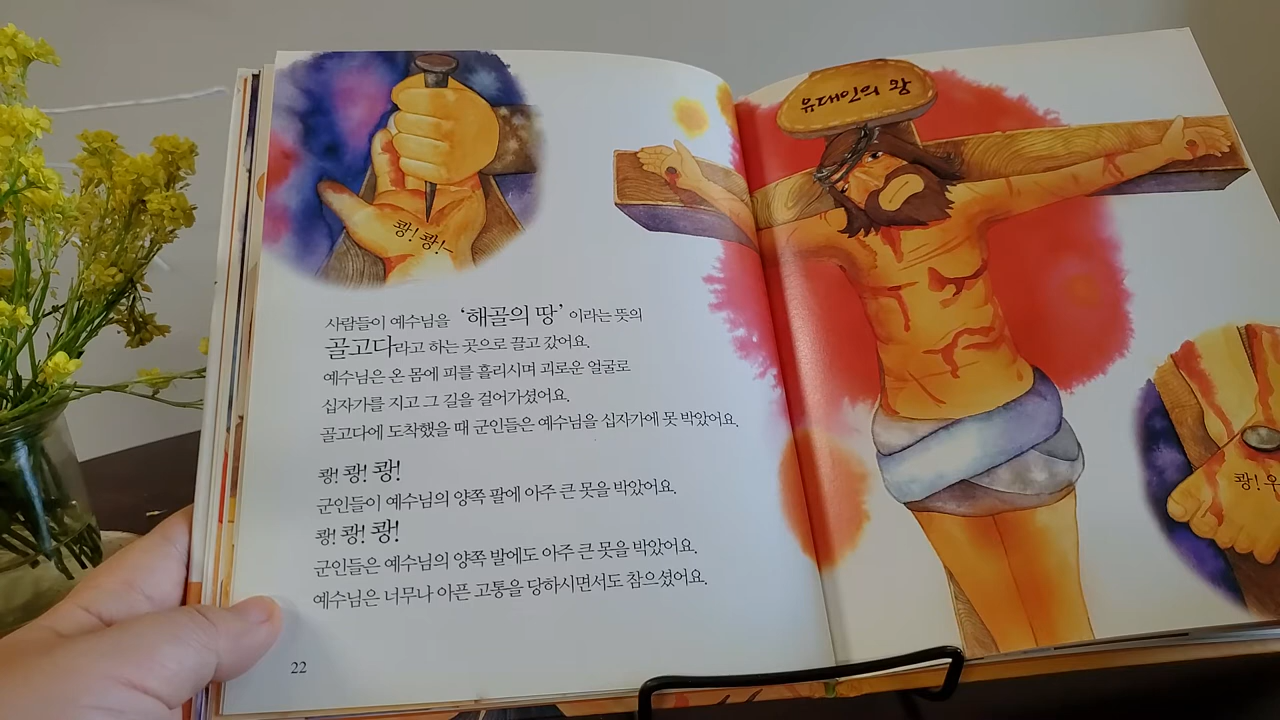 쾅! 쾅!~
사람들이 예수님을 ‘해골의 땅’ 이라는 뜻의
골고다라고 하는 곳으로 끌고 갔어요.
예수님은 온 몸에 피를 흘리시며 괴로운 얼굴로
십자가를 지고 그 길을 걸어가셨어요.
골고다에 도착했을 때 군인들은 예수님을 십자가에 못 박았어요.
쾅! 쾅! 쾅!
군인들이 예수님의 양쪽 팔에 아주 큰 못을 박았어요.
쾅! 쾅! 쾅!
군인들은 예수님의 양쪽 발에도 아주 큰 못을 박았어요.
예수님은 너무나 아픈 고통을 당하시면서도 참으셨어요.
22
유대인의 왕
쾅!